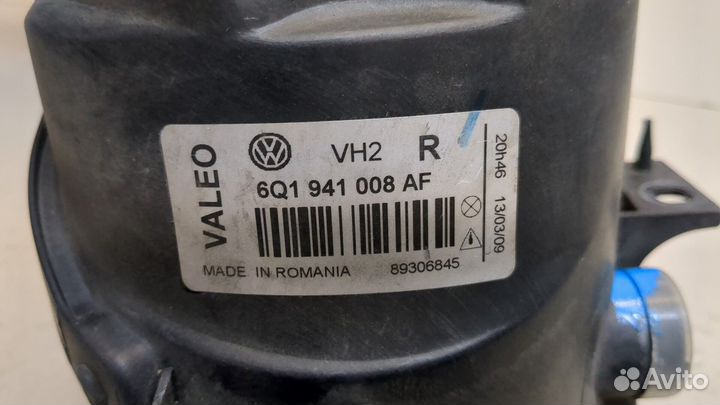 VALEO
VH2 R
6Q1 941 008 AF
MADE IN ROMANIA 89306845
20h46 13/03/09
Avito